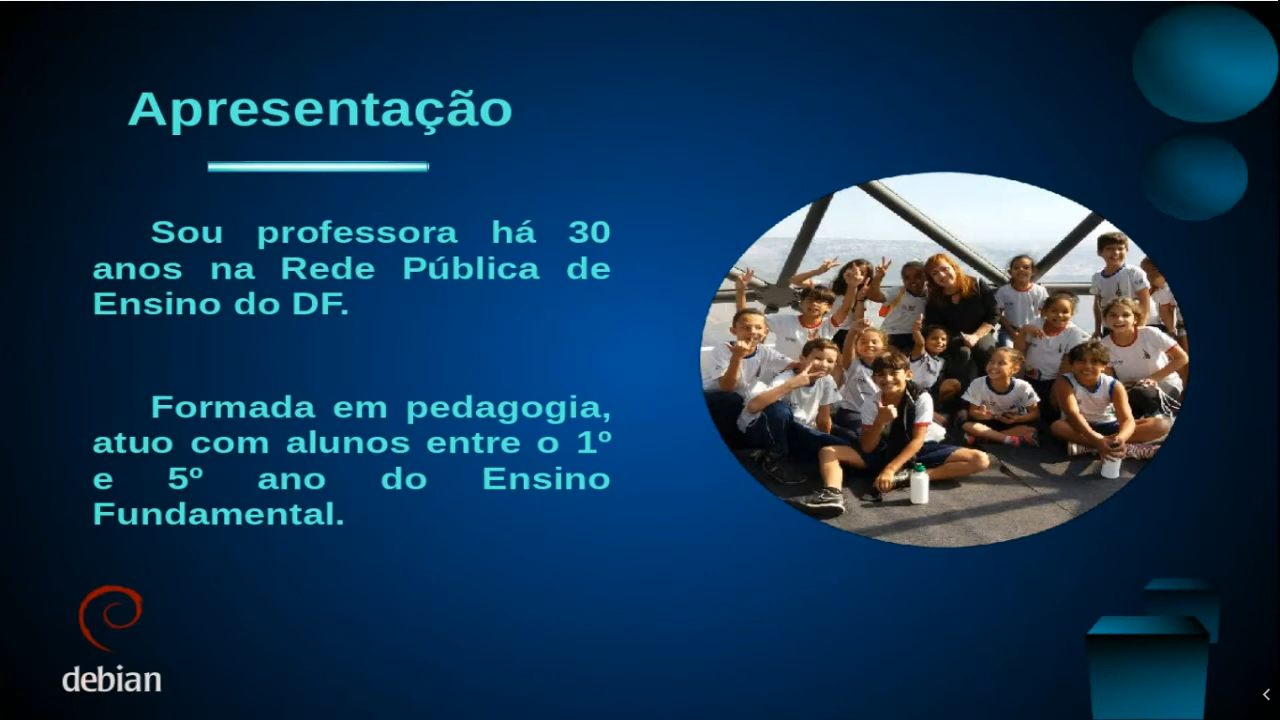 Apresentação
Sou professora há 30
anos na Rede Pública de
Ensino do DF.
Formada em pedagogia,
atuo com alunos entre o 1º
e 5º ano do Ensino
Fundamental.
debian